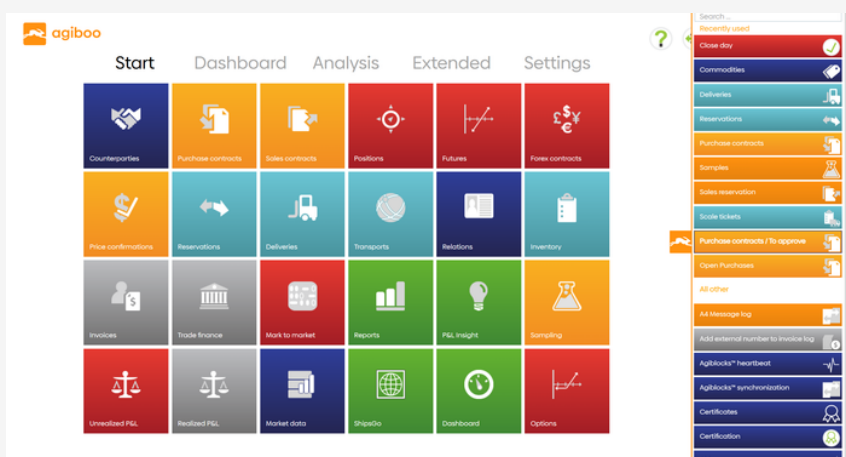 agiboo
Start Dashboard Analysis Extended Settings
Counterparties Purchase contracts Sales contracts Positions Futures Forex contracts
Price confirmations Reservations Deliveries Transports Relations Inventory
Invoices Trade finance Mark to market Reports P&L Insight Sampling
Unrealized P&L Realized P&L Market data ShipsGo Dashboard Options
Search ...
Recently used
Close day
Commodities
Deliveries
Reservations
Purchase contracts
Samples
Sales reservation
Scale tickets
Purchase contracts / To approve
Open Purchases
All other
A4 Message log
Add external number to invoice log
Agiblocks™ heartbeat
Agiblocks™ synchronization
Certificates
Certification